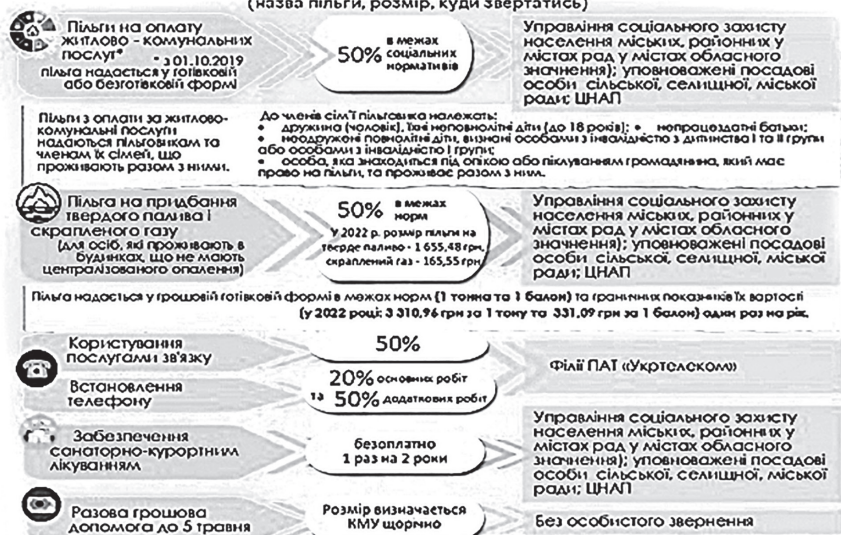 (назва пільги, розмір, куди звертатись)
Пільги на оплату
житлово - комунальних
послуг*
* з 01.10.2019
пільга надається у готівковій
або безготівковій формі
50%
в межах
соціальних
нормативів
Управління соціального захисту
населення міських, районних у
містах рад у містах обласного
значення); уповноважені посадові
особи сільської, селищної, міської
ради; ЦНАП
Пільги з оплати за житлово-
комунальні послуги
надаються пільговикам та
членам їх сімей, що
проживають разом з ними.
До членів сім'ї пільговика належать:
• дружина (чоловік), їхні неповнолітні діти (до 18 років); • непрацездатні батьки;
• неодружені повнолітні діти, визнані особами з інвалідністю з дитинства I та II групи
або особами з інвалідністю I групи;
• особа, яка знаходиться під опікою або піклуванням громадянина, який має
право на пільги, та проживає разом з ним.
Пільга на придбання
твердого палива і
скрапленого газу
(для осіб, які проживають в
будинках, що не мають
централізованого опалення)
50%
в межах
норм
У 2022 р. розмір пільги на
тверде паливо - 1 655,48 грн,
скраплений газ - 165,55 грн
Управління соціального захисту
населення міських, районних у
містах рад у містах обласного
значення); уповноважені посадові
особи сільської, селищної, міської
ради; ЦНАП
Пільга надається у грошовій готівковій формі в межах норм (1 тонна та 1 балон) та граничних показників їх вартості
(у 2022 році: 3 310,96 грн за 1 тону та 331,09 грн за 1 балон) один раз на рік.
Користування
послугами зв'язку
50%
Встановлення
телефону
20% основних робіт
та 50% додаткових робіт
Філії ПАТ «Укртелеком»
Забезпечення
санаторно-курортним
лікуванням
безоплатно
1 раз на 2 роки
Управління соціального захисту
населення міських, районних у
містах рад у містах обласного
значення); уповноважені посадові
особи сільської, селищної, міської
ради; ЦНАП
Разова грошова
допомога до 5 травня
Розмір визначається
КМУ щорічно
Без особистого звернення